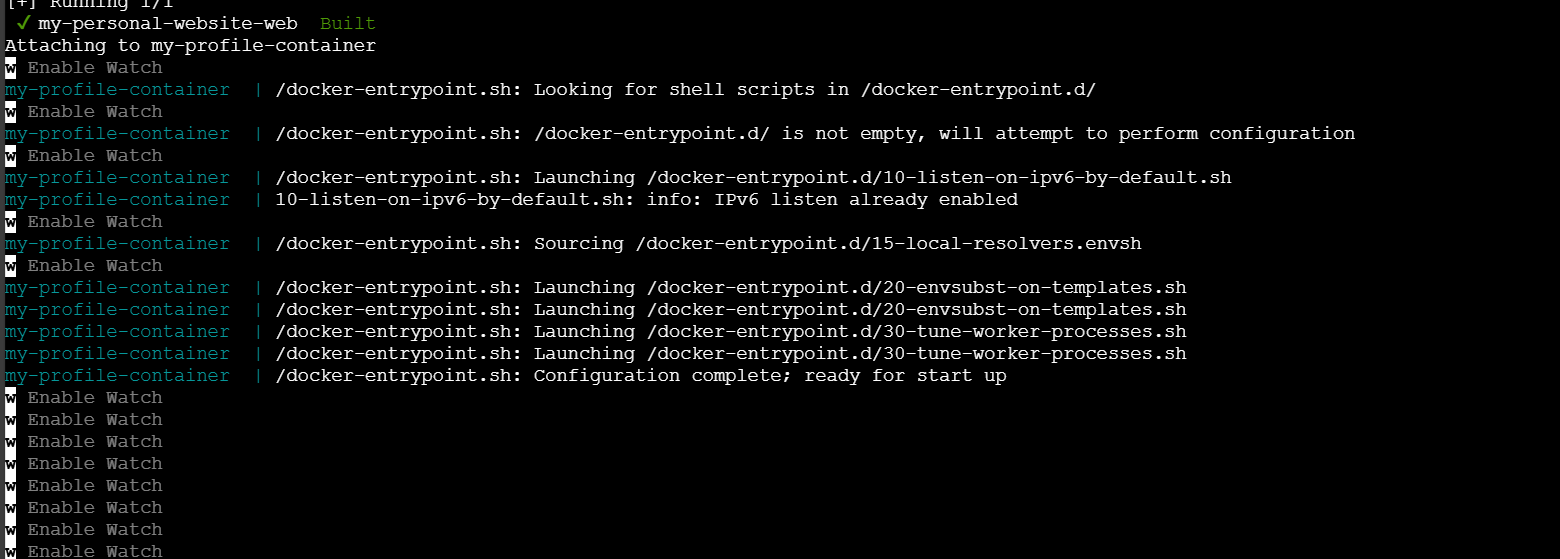 [+] Running 1/1
✓ my-personal-website-web  Built
Attaching to my-profile-container
w Enable Watch
my-profile-container  | /docker-entrypoint.sh: Looking for shell scripts in /docker-entrypoint.d/
w Enable Watch
my-profile-container  | /docker-entrypoint.sh: /docker-entrypoint.d/ is not empty, will attempt to perform configuration
w Enable Watch
my-profile-container  | /docker-entrypoint.sh: Launching /docker-entrypoint.d/10-listen-on-ipv6-by-default.sh
my-profile-container  | 10-listen-on-ipv6-by-default.sh: info: IPv6 listen already enabled
w Enable Watch
my-profile-container  | /docker-entrypoint.sh: Sourcing /docker-entrypoint.d/15-local-resolvers.envsh
w Enable Watch
my-profile-container  | /docker-entrypoint.sh: Launching /docker-entrypoint.d/20-envsubst-on-templates.sh
my-profile-container  | /docker-entrypoint.sh: Launching /docker-entrypoint.d/20-envsubst-on-templates.sh
my-profile-container  | /docker-entrypoint.sh: Launching /docker-entrypoint.d/30-tune-worker-processes.sh
my-profile-container  | /docker-entrypoint.sh: Launching /docker-entrypoint.d/30-tune-worker-processes.sh
my-profile-container  | /docker-entrypoint.sh: Configuration complete; ready for start up
w Enable Watch
w Enable Watch
w Enable Watch
w Enable Watch
w Enable Watch
w Enable Watch
w Enable Watch
w Enable Watch